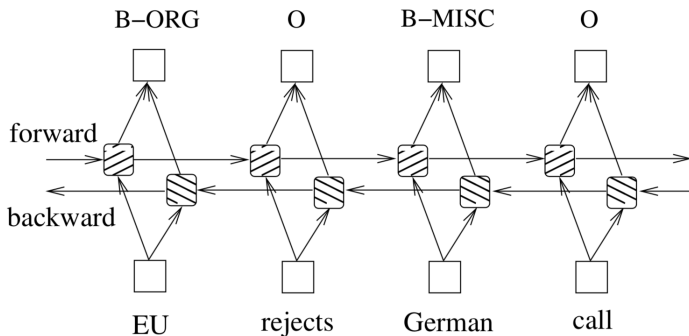 B−ORG O B−MISC O
forward
backward
EU rejects German call